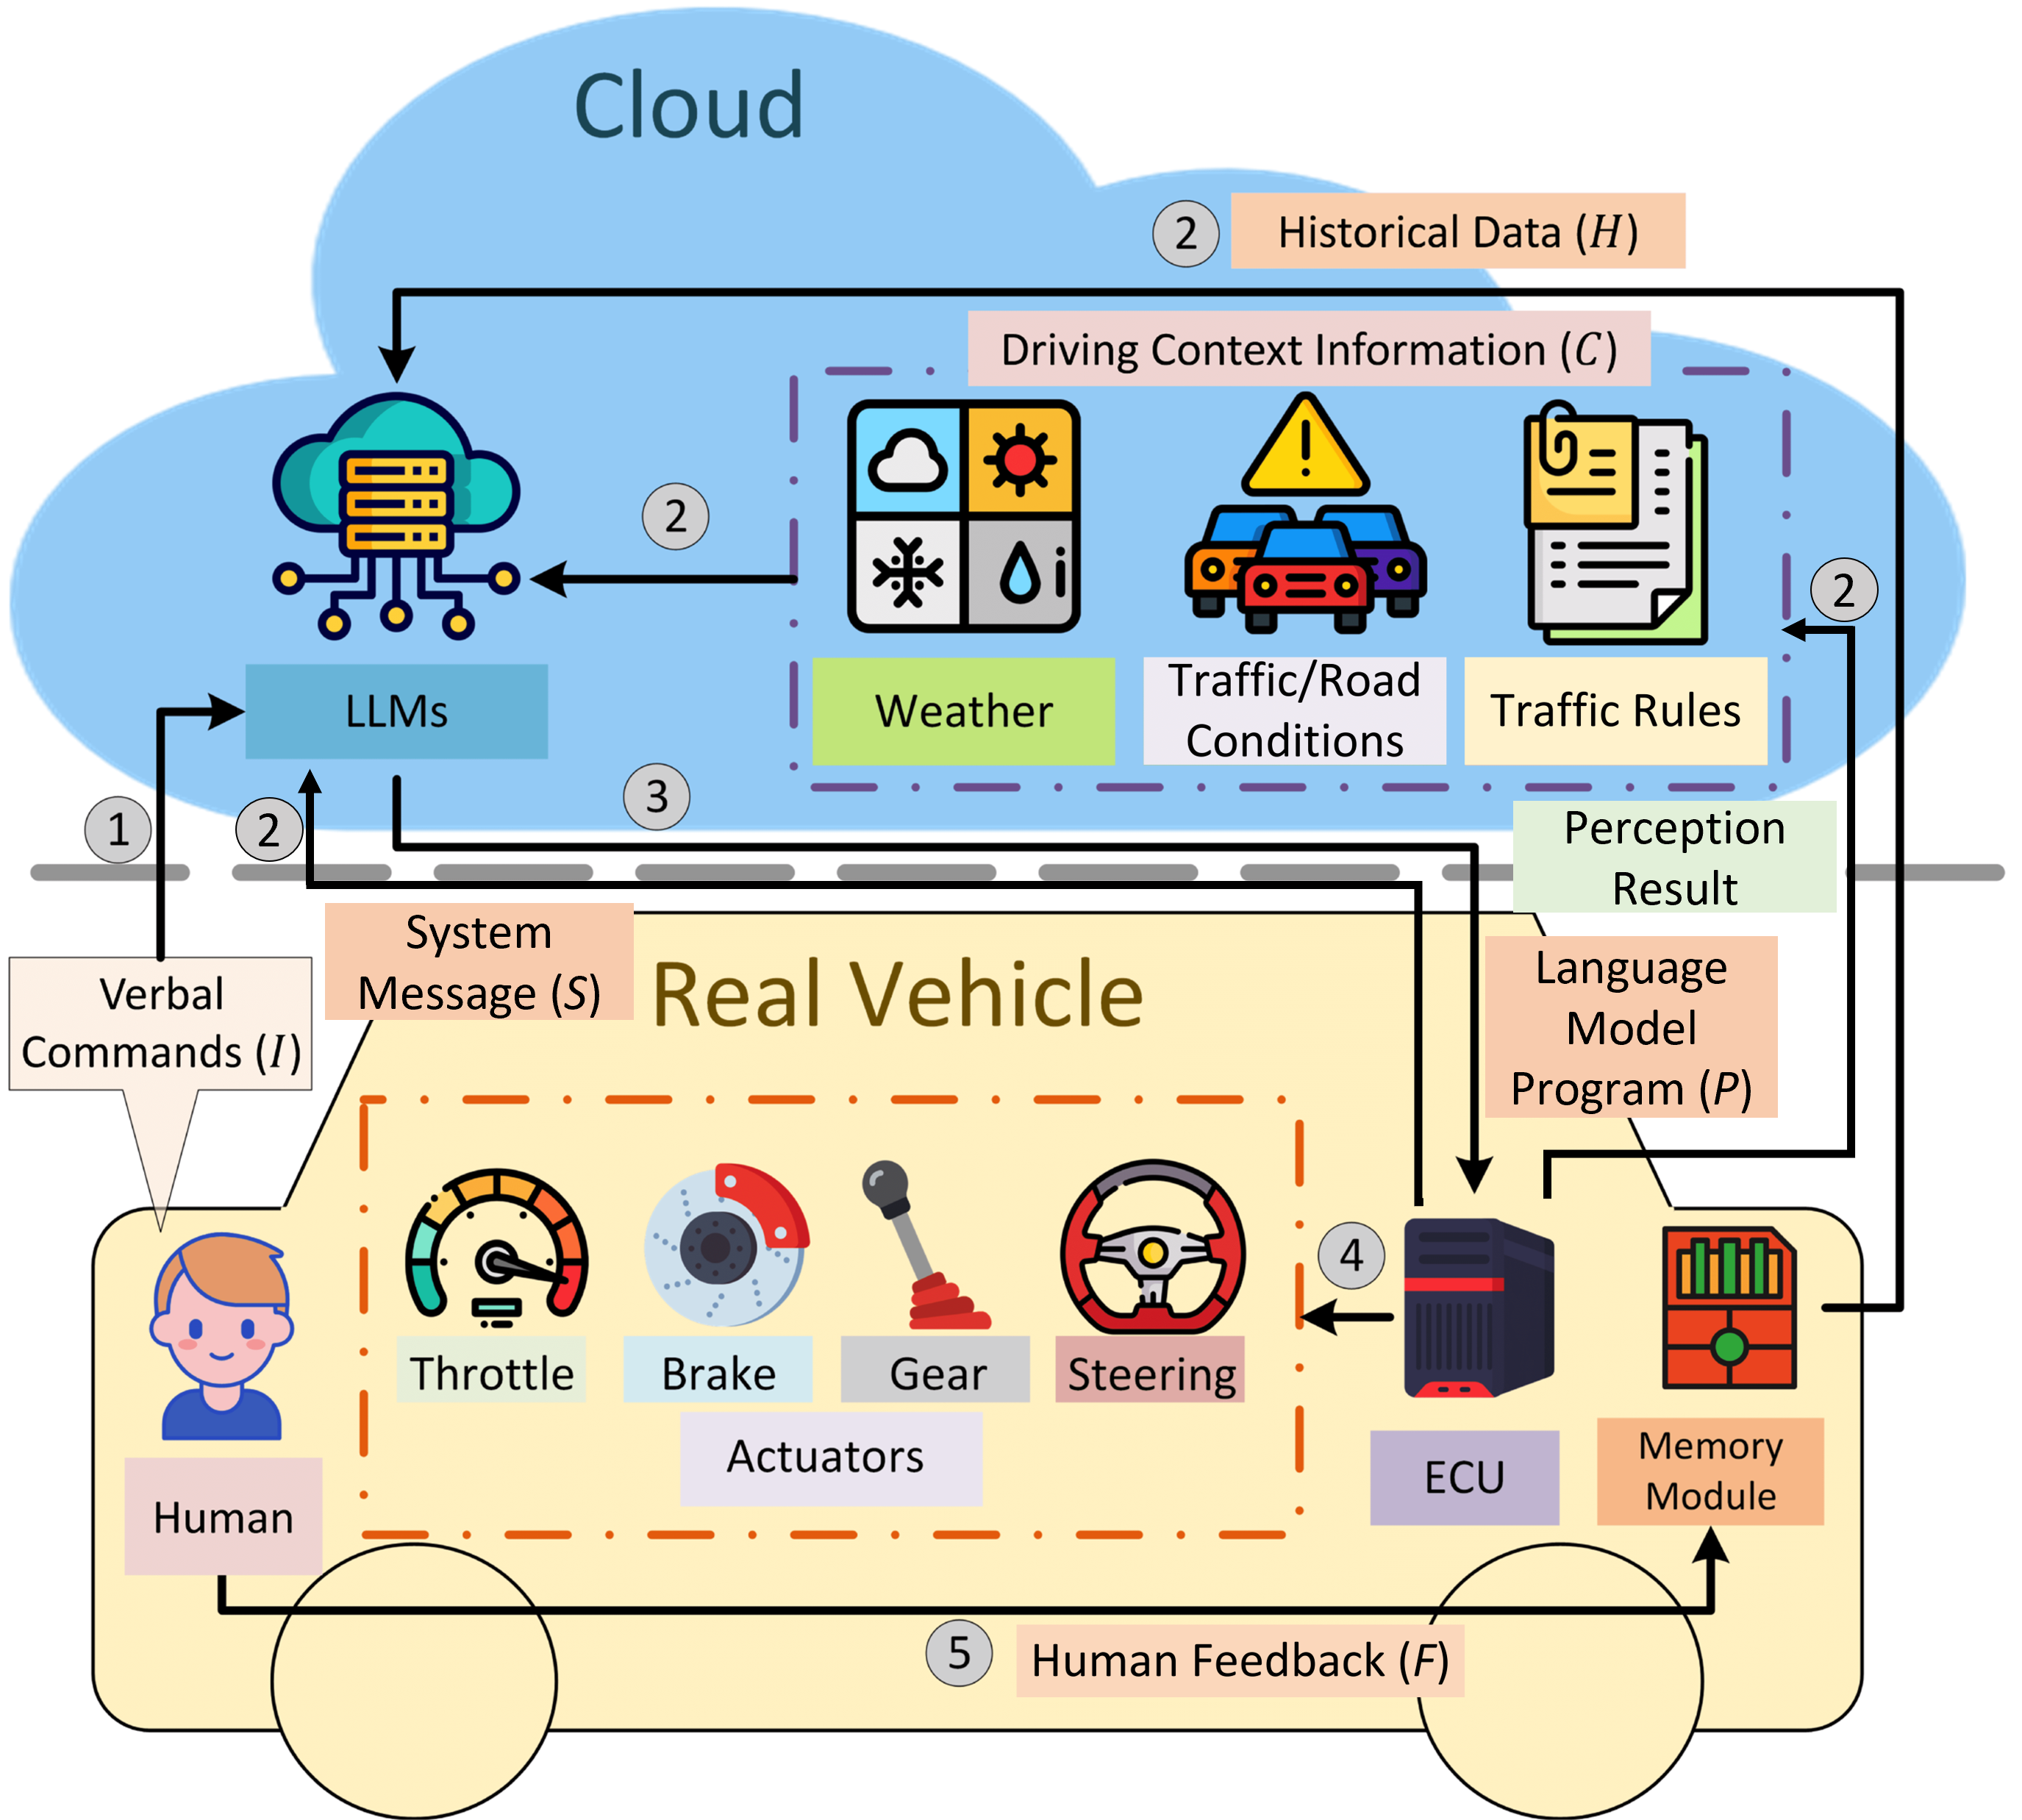 Cloud
2
Historical Data (H)
Driving Context Information (C)
2
2
LLMs
Weather
Traffic/Road
Conditions
Traffic Rules
1
2
3
Perception
Result
System
Message (S)
Verbal
Commands (I)
Real Vehicle
Language
Model
Program (P)
4
Throttle
Brake
Gear
Steering
Actuators
ECU
Memory
Module
Human
5
Human Feedback (F)